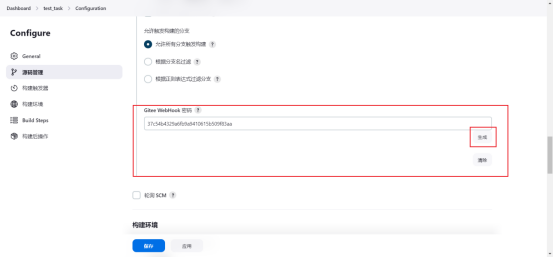 Dashboard > test_task > Configuration
Configure
General
源码管理
构建触发器
构建环境
Build Steps
构建后操作
允许触发构建的分支
允许所有分支触发构建 ?
根据分支名过滤 ?
根据正则表达式过滤分支 ?
Gitee WebHook 密码 ?
生成
清除
轮询 SCM ?
构建环境
保存
应用